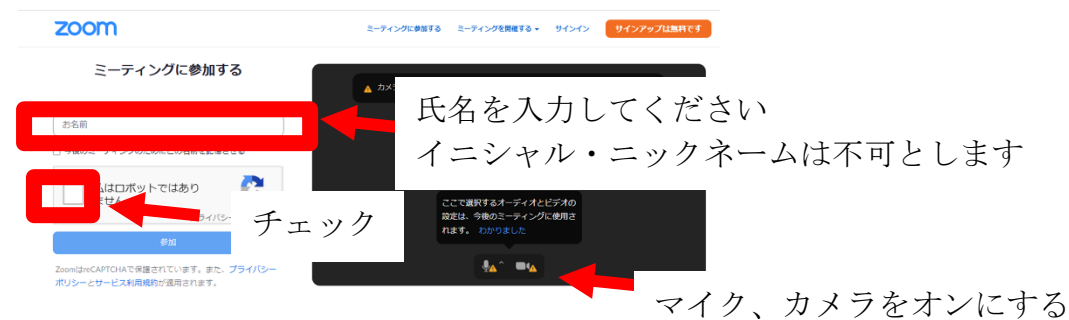 zoom
ミーティングに参加する ミーティングを開催する サインイン サインアップは無料です
ミーティングに参加する
カメ
お名前
氏名を入力してください
イニシャル・ニックネームは不可とします
はロボットではあり
ません
チェック
参加
ZoomはreCAPTCHAで保護されています。また、プライバシー
ポリシーとサービス利用規約が適用されます。
ここで選択するオーディオとビデオの
設定は、今後のミーティングに使用さ
れます。 わかりました
マイク、カメラをオンにする